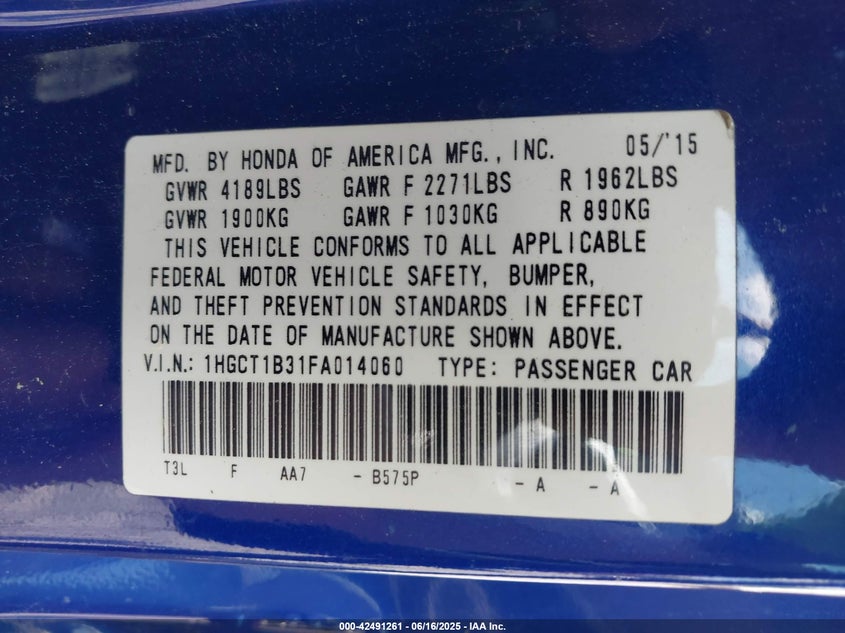 MFD. BY HONDA OF AMERICA MFG., INC. 05/'15
GVWR 4189LBS GAWR F 2271LBS R 1962LBS
GVWR 1900KG GAWR F 1030KG R 890KG
THIS VEHICLE CONFORMS TO ALL APPLICABLE
FEDERAL MOTOR VEHICLE SAFETY, BUMPER,
AND THEFT PREVENTION STANDARDS IN EFFECT
ON THE DATE OF MANUFACTURE SHOWN ABOVE.
V.I.N.: 1HGCT1B31FA014060 TYPE: PASSENGER CAR
T3L F AA7 - B575P - A - A
000-42491261 - 06/16/2025 - IAA Inc.